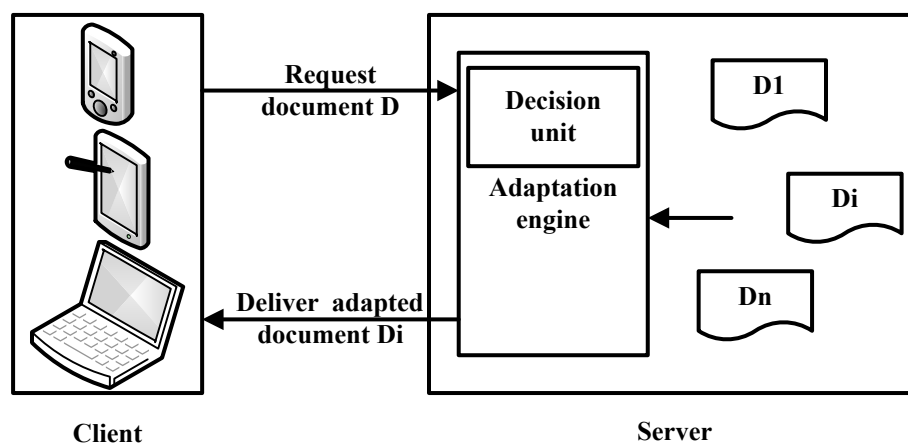 Request
document D
Decision
unit
Adaptation
engine
D1
Di
Dn
Deliver adapted
document Di
Client
Server